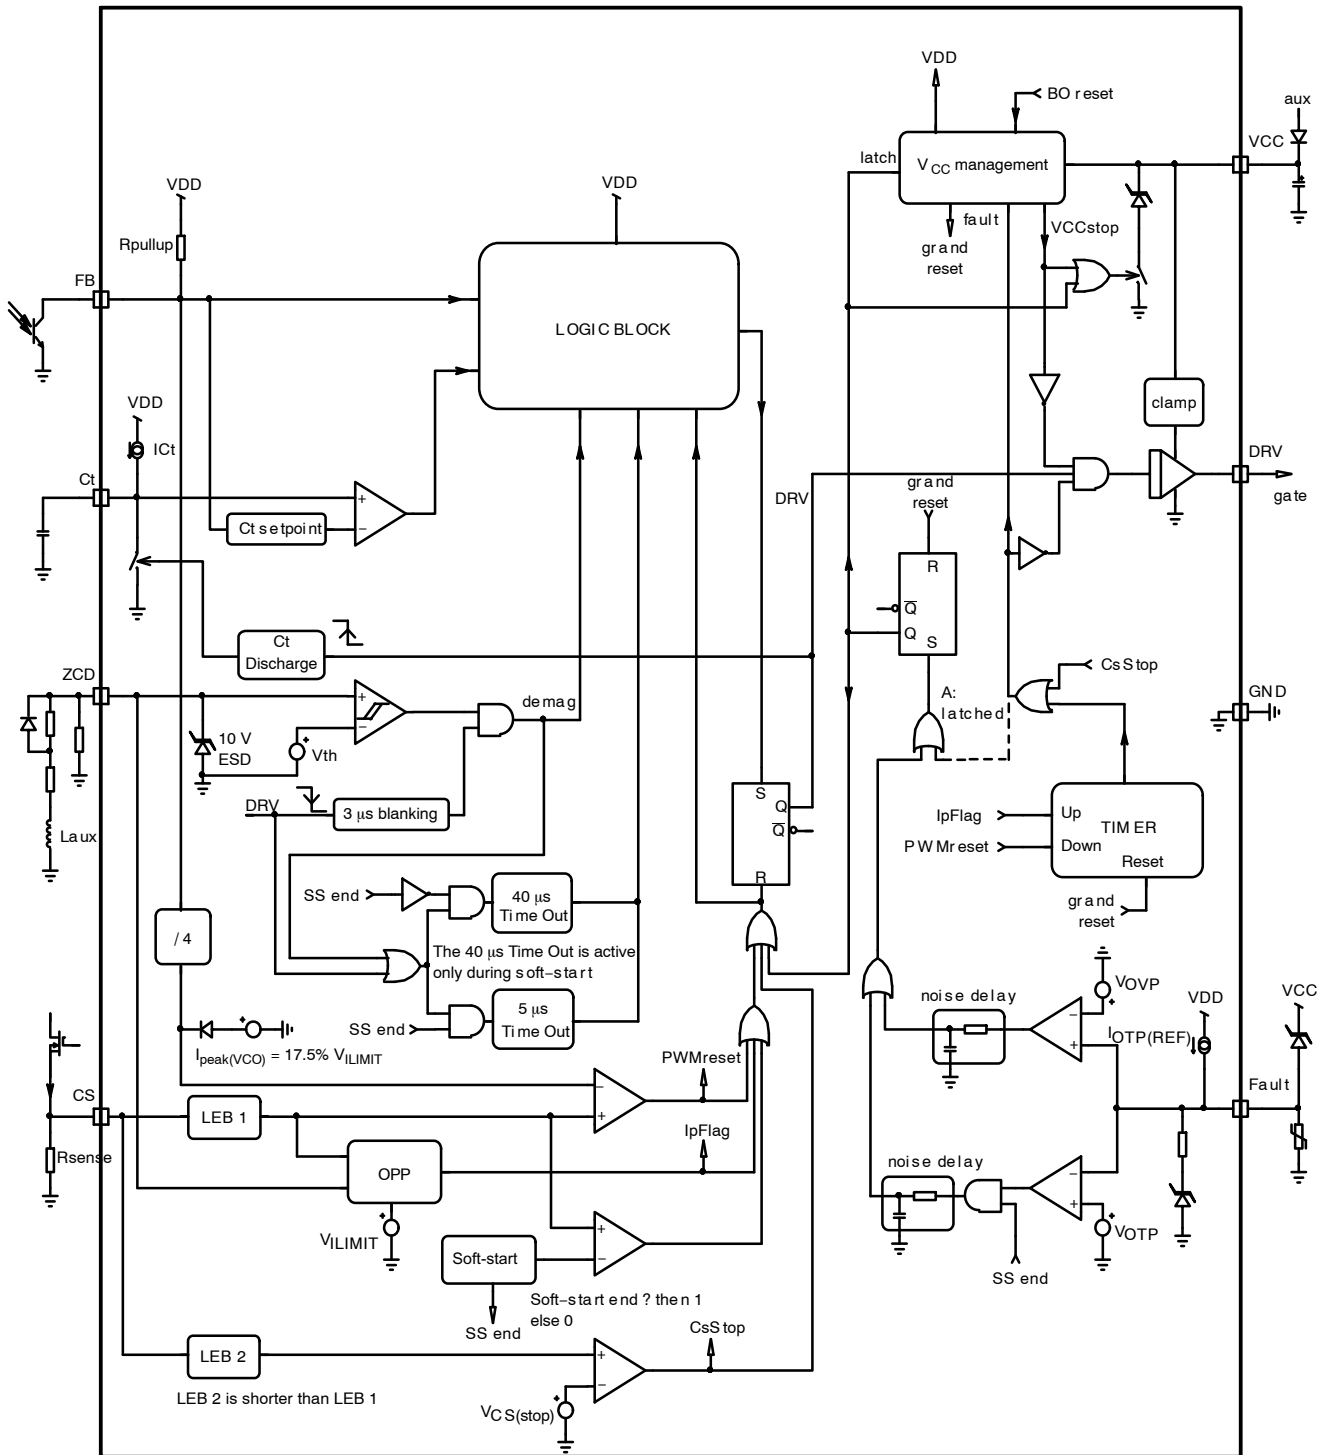 VDD
BO reset
aux
VCC
latch
VCC management
VDD
VDD
fault
VCCstop
grand
reset
Rpullup
FB
LOGIC BLOCK
VDD
clamp
ICt
Ct
DRV
grand
reset
DRV
gate
+
Ct setpoint
−
R
Q
Q
S
Ct
Discharge
CsStop
ZCD
A:
latched
GND
+
demag
−
10 V
ESD
Vth
S
DRV
3 μs blanking
Q
Q
Laux
IpFlag
Up
TIMER
PWMreset
Down
Reset
R
SS end
40 μs
Time Out
grand
reset
/ 4
The 40 μs Time Out is active
only during soft−start
VOVP
noise delay
VDD
VCC
5 μs
Time Out
SS end
−
IOTP(REF)
+
Ipeak(VCO) = 17.5% VILIMIT
PWMreset
Fault
−
CS
LEB 1
+
IpFlag
Rsense
OPP
noise delay
−
+
VILIMIT
+
VOTP
Soft-start
−
SS end
Soft−start end ? then 1
else 0
SS end
CsStop
LEB 2
+
LEB 2 is shorter than LEB 1
−
VCS(stop)